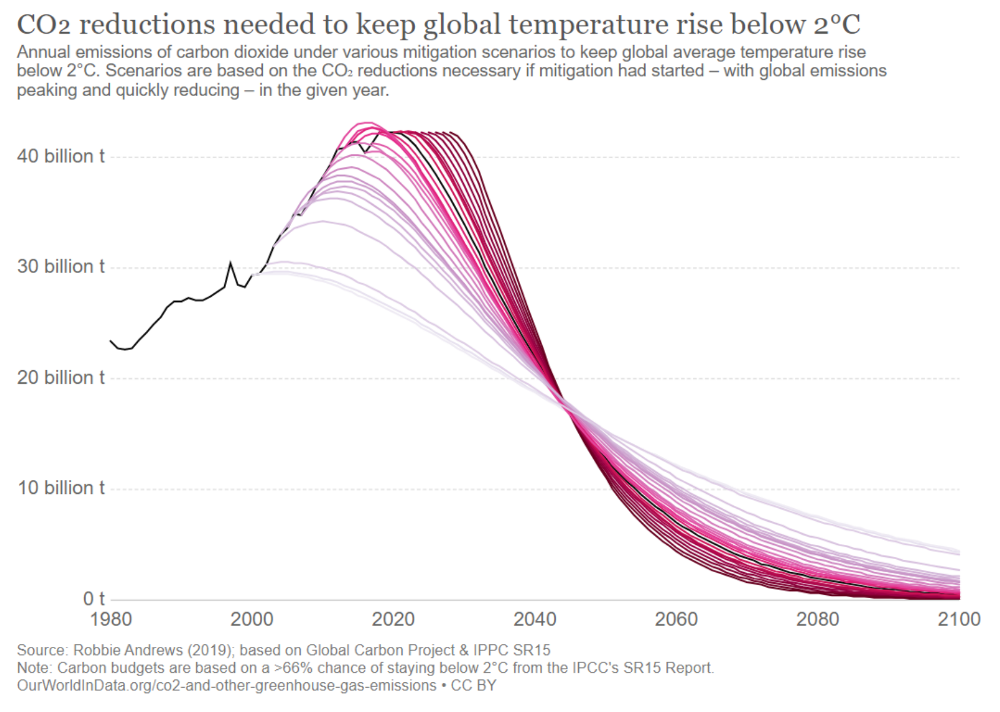 CO2 reductions needed to keep global temperature rise below 2°C
Annual emissions of carbon dioxide under various mitigation scenarios to keep global average temperature rise
below 2°C. Scenarios are based on the CO₂ reductions necessary if mitigation had started – with global emissions
peaking and quickly reducing – in the given year.
40 billion t
30 billion t
20 billion t
10 billion t
0 t
1980 2000 2020 2040 2060 2080 2100
Source: Robbie Andrews (2019); based on Global Carbon Project & IPPC SR15
Note: Carbon budgets are based on a >66% chance of staying below 2°C from the IPCC's SR15 Report.
OurWorldInData.org/co2-and-other-greenhouse-gas-emissions • CC BY